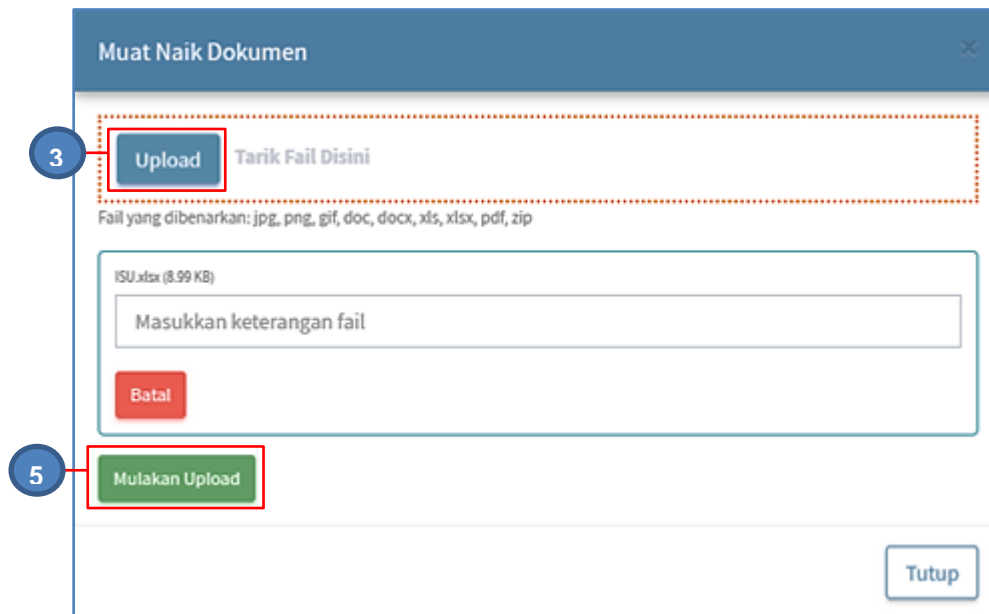 Muat Naik Dokumen
×
3
Upload
Tarik Fail Disini
Fail yang dibenarkan: jpg, png, gif, doc, docx, xls, xlsx, pdf, zip
ISU.xlsx (8.99 KB)
Masukkan keterangan fail
Batal
5
Mulakan Upload
Tutup